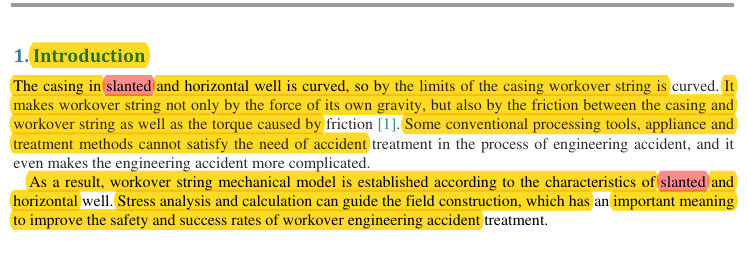 1. Introduction
The casing in slanted and horizontal well is curved, so by the limits of the casing workover string is curved. It
makes workover string not only by the force of its own gravity, but also by the friction between the casing and
workover string as well as the torque caused by friction [1]. Some conventional processing tools, appliance and
treatment methods cannot satisfy the need of accident treatment in the process of engineering accident, and it
even makes the engineering accident more complicated.
As a result, workover string mechanical model is established according to the characteristics of slanted and
horizontal well. Stress analysis and calculation can guide the field construction, which has an important meaning
to improve the safety and success rates of workover engineering accident treatment.